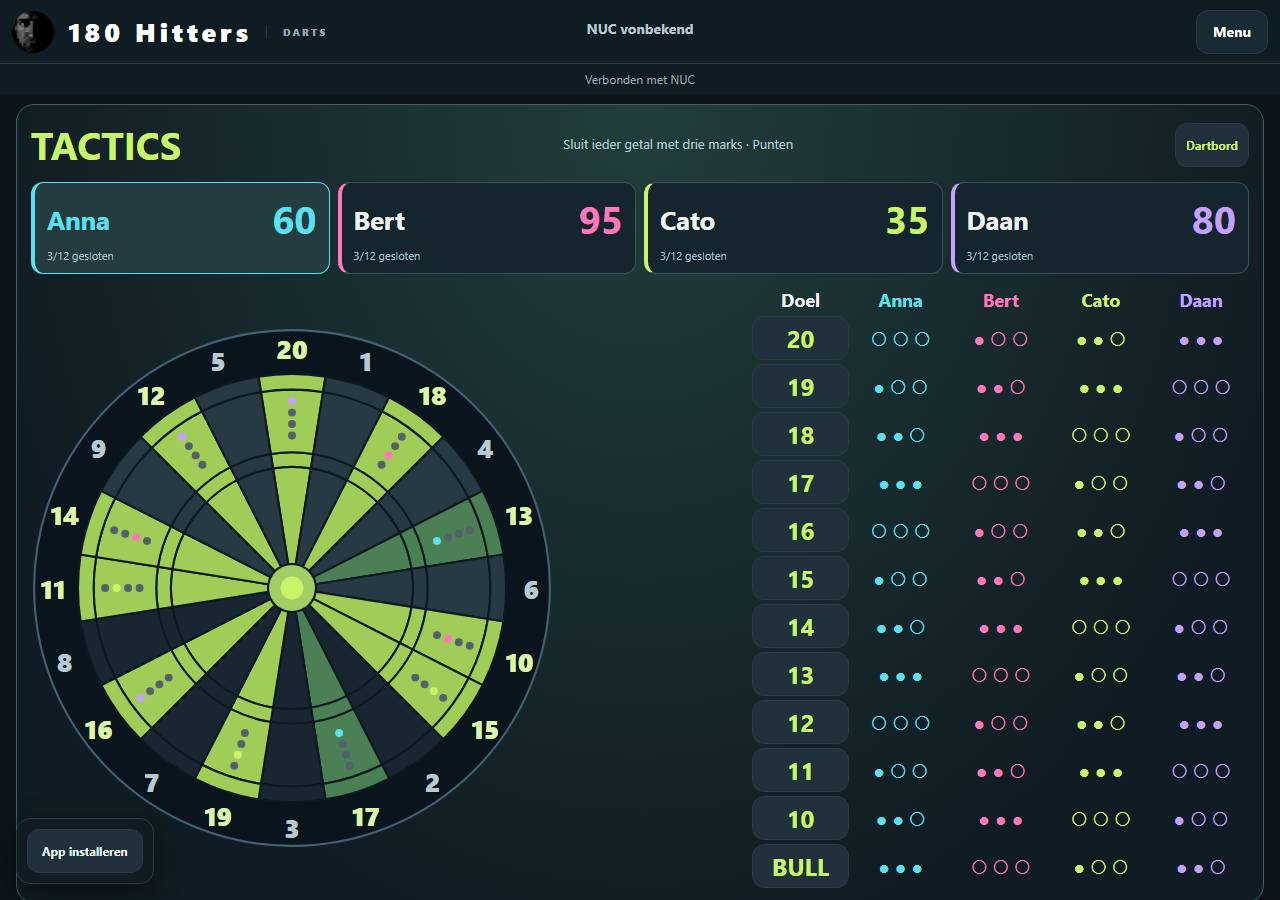 180 Hitters DARTS
NUC vonbekend
Menu
Verbonden met NUC
TACTICS
Sluit ieder getal met drie marks · Punten
Dartbord
Anna 60
3/12 gesloten
Bert 95
3/12 gesloten
Cato 35
3/12 gesloten
Daan 80
3/12 gesloten
20
1
18
4
13
6
10
15
2
17
3
19
7
16
8
11
14
9
12
5
Doel Anna Bert Cato Daan
20
19
18
17
16
15
14
13
12
11
10
BULL
App installeren